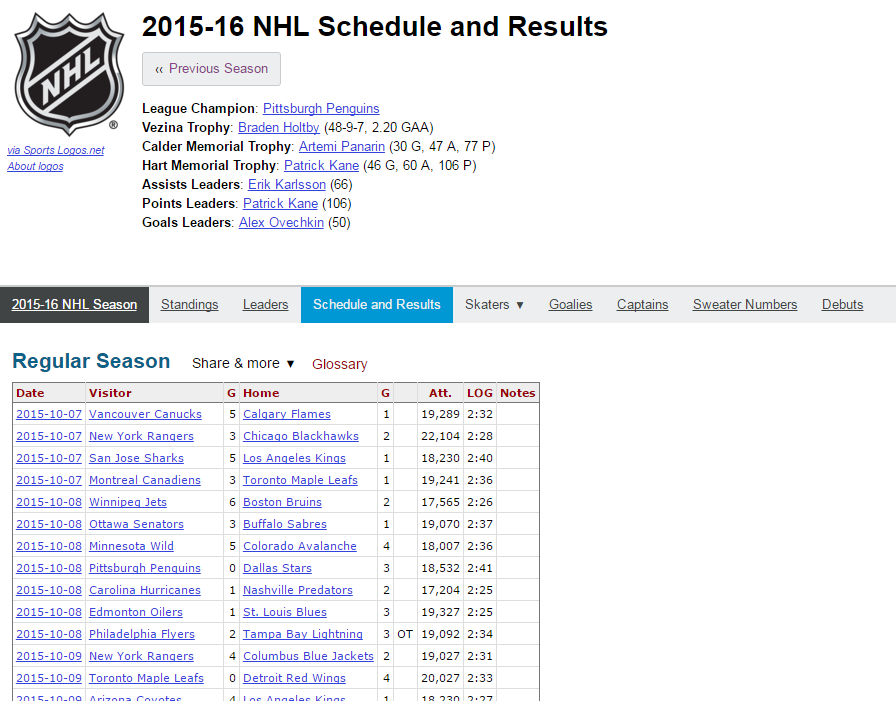 NHL
®
via Sports Logos.net
About logos
2015-16 NHL Schedule and Results
‹‹ Previous Season
League Champion: Pittsburgh Penguins
Vezina Trophy: Braden Holtby (48-9-7, 2.20 GAA)
Calder Memorial Trophy: Artemi Panarin (30 G, 47 A, 77 P)
Hart Memorial Trophy: Patrick Kane (46 G, 60 A, 106 P)
Assists Leaders: Erik Karlsson (66)
Points Leaders: Patrick Kane (106)
Goals Leaders: Alex Ovechkin (50)
2015-16 NHL Season Standings Leaders Schedule and Results Skaters ▼ Goalies Captains Sweater Numbers Debuts
Regular Season Share & more ▼ Glossary
Date Visitor G Home G Att. LOG Notes
2015-10-07 Vancouver Canucks 5 Calgary Flames 1 19,289 2:32
2015-10-07 New York Rangers 3 Chicago Blackhawks 2 22,104 2:28
2015-10-07 San Jose Sharks 5 Los Angeles Kings 1 18,230 2:40
2015-10-07 Montreal Canadiens 3 Toronto Maple Leafs 1 19,241 2:36
2015-10-08 Winnipeg Jets 6 Boston Bruins 2 17,565 2:26
2015-10-08 Ottawa Senators 3 Buffalo Sabres 1 19,070 2:37
2015-10-08 Minnesota Wild 5 Colorado Avalanche 4 18,007 2:36
2015-10-08 Pittsburgh Penguins 0 Dallas Stars 3 18,532 2:41
2015-10-08 Carolina Hurricanes 1 Nashville Predators 2 17,204 2:25
2015-10-08 Edmonton Oilers 1 St. Louis Blues 3 19,327 2:25
2015-10-08 Philadelphia Flyers 2 Tampa Bay Lightning 3 OT 19,092 2:34
2015-10-09 New York Rangers 4 Columbus Blue Jackets 2 19,027 2:31
2015-10-09 Toronto Maple Leafs 0 Detroit Red Wings 4 20,027 2:33
2015-10-09 Arizona Coyotes 4 Los Angeles Kings 1 18,230 2:27